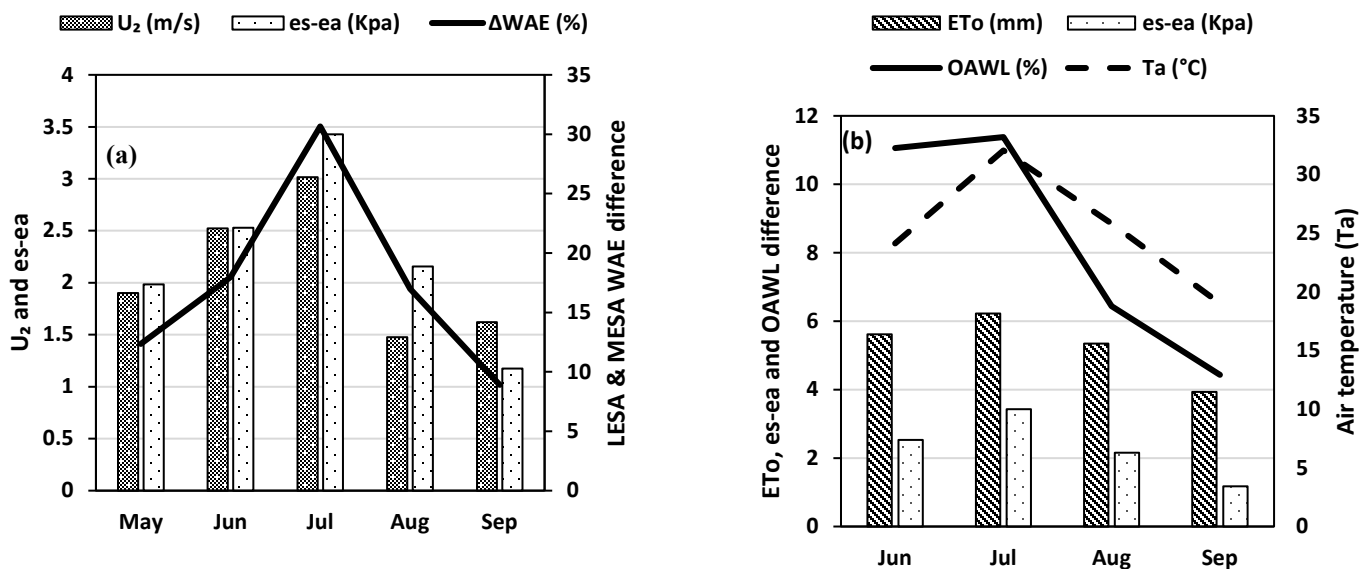 U₂ (m/s) es-ea (Kpa) ΔWAE (%)
4
3.5
3
2.5
2
1.5
1
0.5
0
35
30
25
20
15
10
5
0
(a)
U₂ and es-ea
LESA & MESA WAE difference
May Jun Jul Aug Sep
ETo (mm) es-ea (Kpa)
OAWL (%) Ta (°C)
12
10
8
6
4
2
0
35
30
25
20
15
10
5
0
(b)
ETo, es-ea and OAWL difference
Air temperature (Ta)
Jun Jul Aug Sep